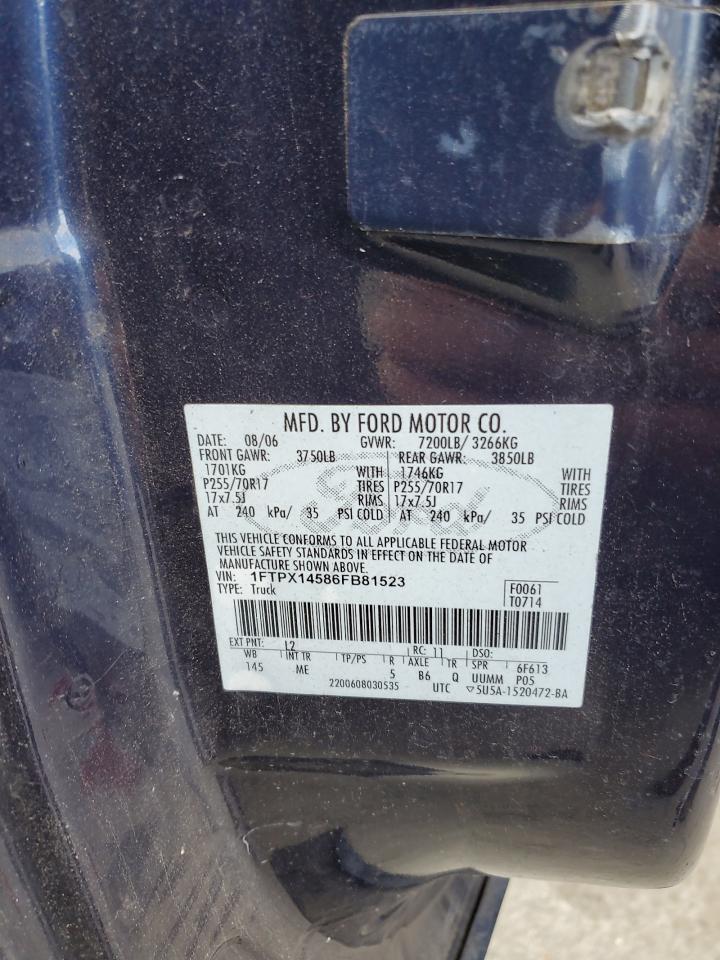 MFD. BY FORD MOTOR CO.
DATE: 08/06 GVWR: 7200LB/ 3266KG
FRONT GAWR: 3750LB REAR GAWR: 3850LB
1701KG WITH 1746KG WITH
P255/70R17 TIRES P255/70R17 TIRES
17x7.5J RIMS 17x7.5J RIMS
AT 240 kPa/ 35 PSI COLD AT 240 kPa/ 35 PSI COLD
Ford
THIS VEHICLE CONFORMS TO ALL APPLICABLE FEDERAL MOTOR
VEHICLE SAFETY STANDARDS IN EFFECT ON THE DATE OF
MANUFACTURE SHOWN ABOVE.
VIN: 1FTPX14586FB81523
TYPE: Truck
F0061
T0714
EXT PNT: L2 RC: 11 DSO:
WB INT TR TP/PS R AXLE TR SPR 6F613
145 ME 5 B6 Q UUMM P05
2200608030535 UTC ▽5U5A-1520472-BA